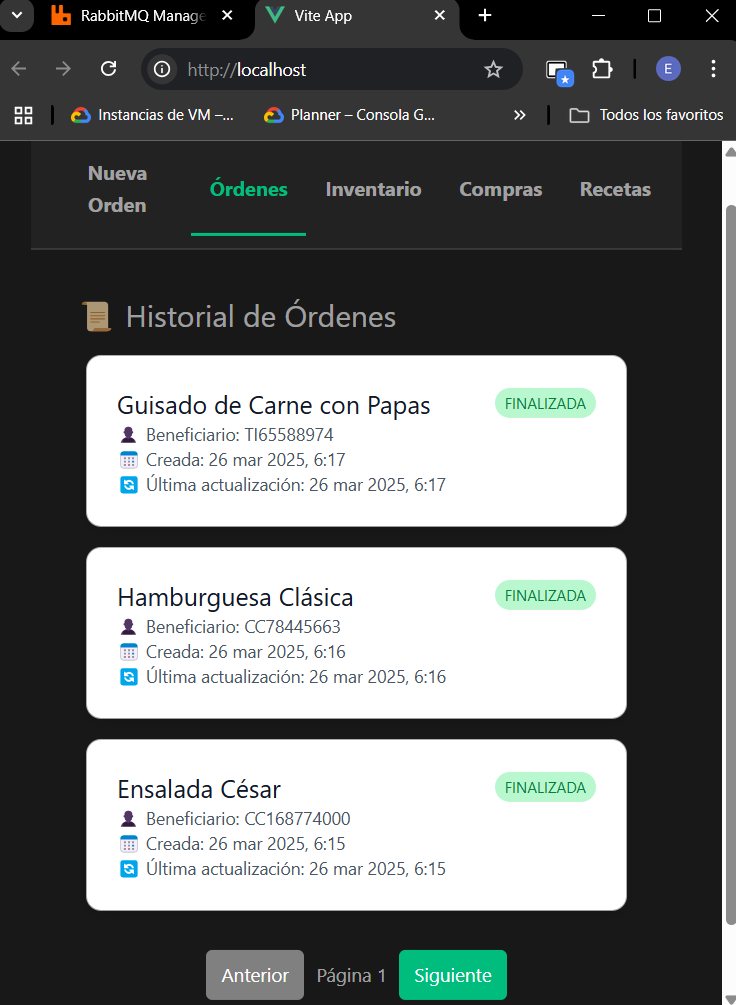 RabbitMQ Manage
Vite App
http://localhost
E
Instancias de VM –...
Planner – Consola G...
Todos los favoritos
Nueva
Orden
Órdenes
Inventario
Compras
Recetas
Historial de Órdenes
Guisado de Carne con Papas
FINALIZADA
Beneficiario: TI65588974
Creada: 26 mar 2025, 6:17
Última actualización: 26 mar 2025, 6:17
Hamburguesa Clásica
FINALIZADA
Beneficiario: CC78445663
Creada: 26 mar 2025, 6:16
Última actualización: 26 mar 2025, 6:16
Ensalada César
FINALIZADA
Beneficiario: CC168774000
Creada: 26 mar 2025, 6:15
Última actualización: 26 mar 2025, 6:15
Anterior
Página 1
Siguiente